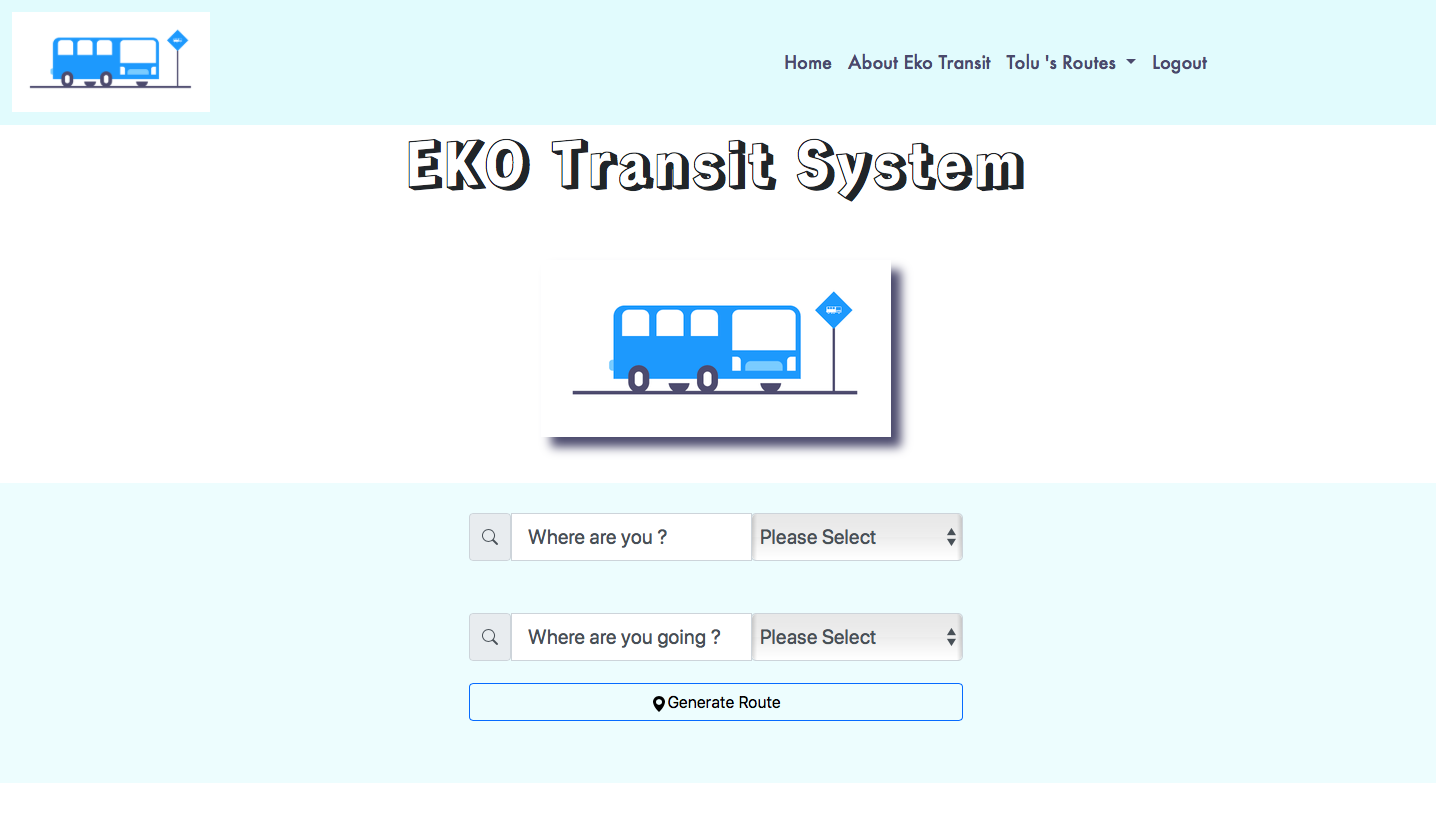 Home About Eko Transit Tolu 's Routes Logout
EKO Transit System
Where are you ? Please Select
Where are you going ? Please Select
Generate Route